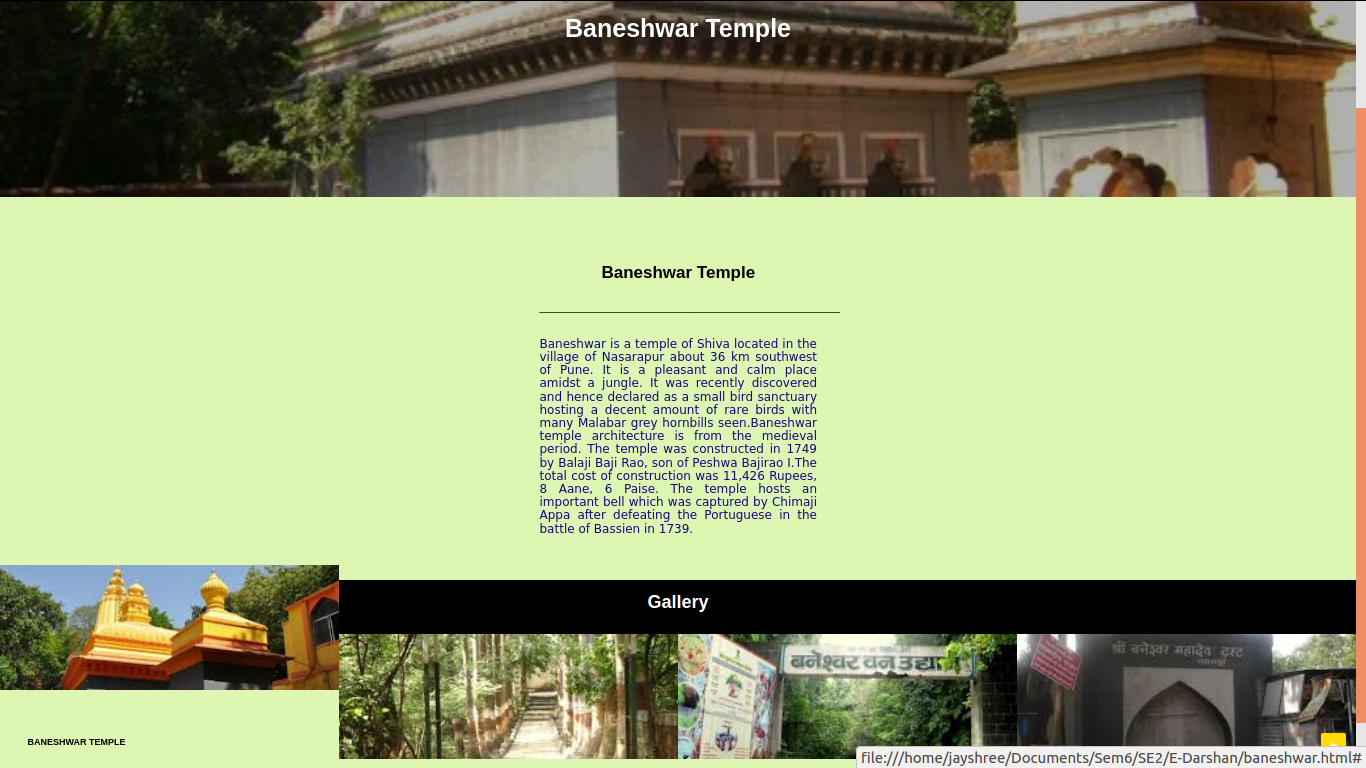 Baneshwar Temple
Baneshwar Temple
Baneshwar is a temple of Shiva located in the
village of Nasarapur about 36 km southwest
of Pune. It is a pleasant and calm place
amidst a jungle. It was recently discovered
and hence declared as a small bird sanctuary
hosting a decent amount of rare birds with
many Malabar grey hornbills seen.Baneshwar
temple architecture is from the medieval
period. The temple was constructed in 1749
by Balaji Baji Rao, son of Peshwa Bajirao I.The
total cost of construction was 11,426 Rupees,
8 Aane, 6 Paise. The temple hosts an
important bell which was captured by Chimaji
Appa after defeating the Portuguese in the
battle of Bassien in 1739.
Gallery
बनेश्वर वन उद्यान
श्री बनेश्वर महादेव ट्रस्ट
BANESHWAR TEMPLE
file:///home/jayshree/Documents/Sem6/SE2/E-Darshan/baneshwar.html#